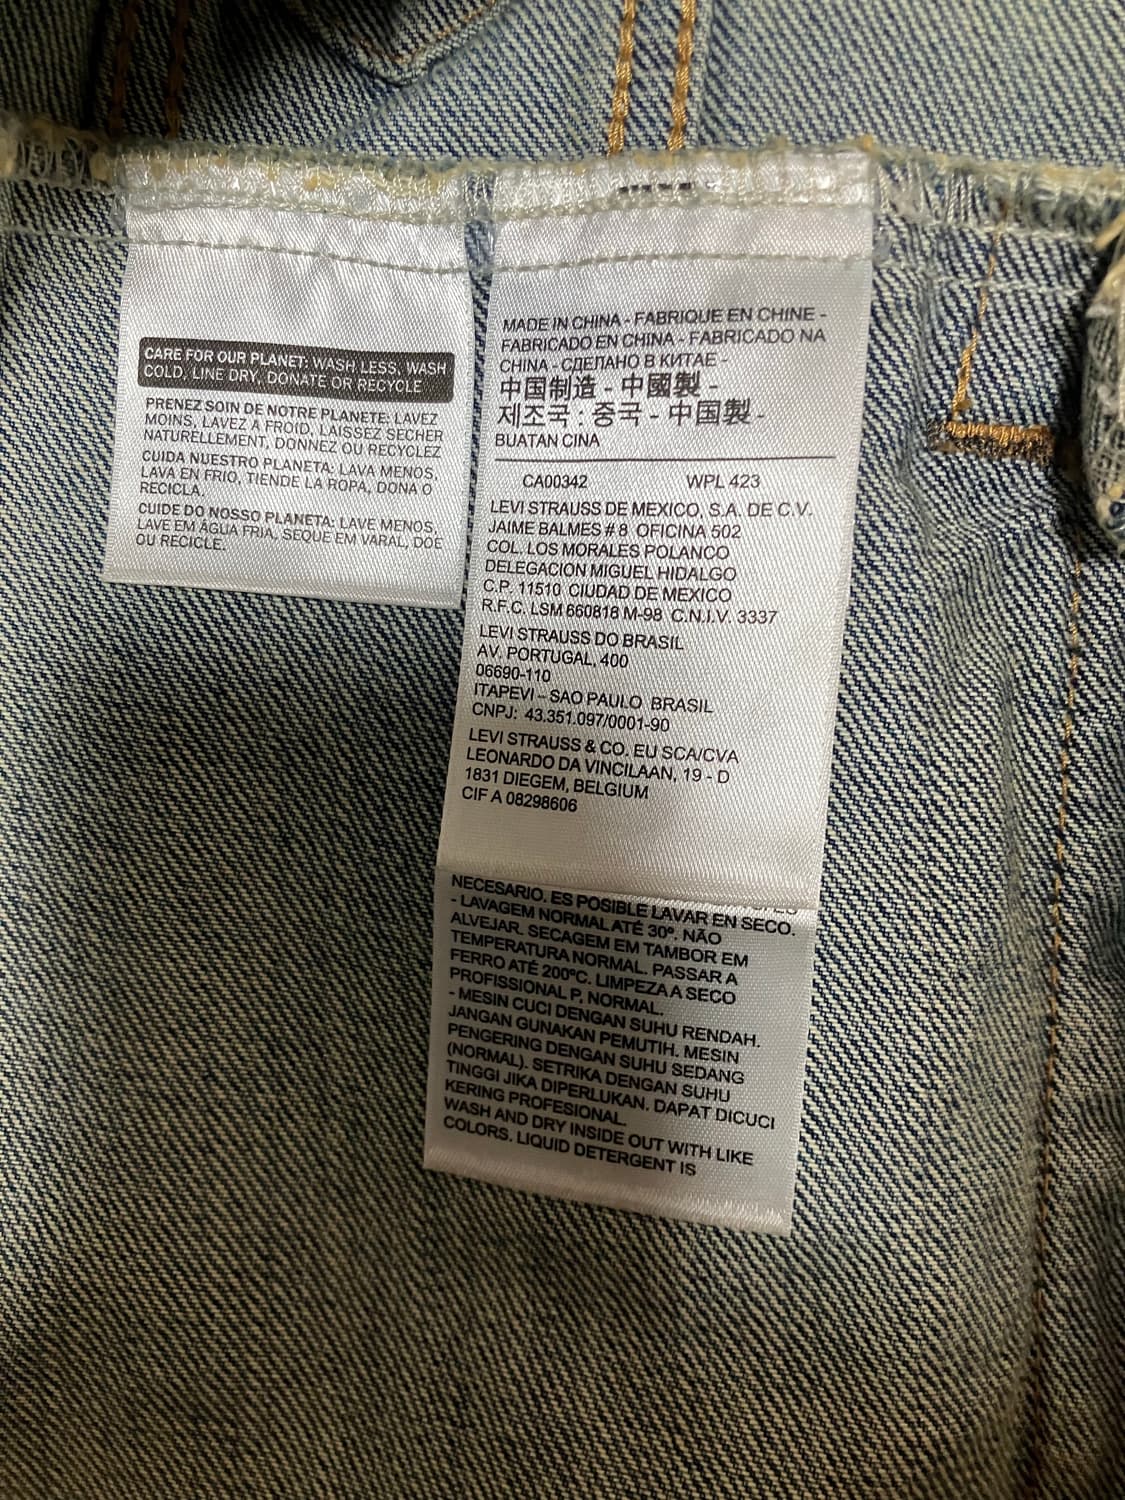 CARE FOR OUR PLANET: WASH LESS, WASH
COLD, LINE DRY, DONATE OR RECYCLE
PRENEZ SOIN DE NOTRE PLANETE: LAVEZ
MOINS, LAVEZ A FROID, LAISSEZ SECHER
NATURELLEMENT, DONNEZ OU RECYCLEZ
CUIDA NUESTRO PLANETA: LAVA MENOS,
LAVA EN FRIO, TIENDE LA ROPA, DONA O
RECICLA.
CUIDE DO NOSSO PLANETA: LAVE MENOS,
LAVE EM ÁGUA FRIA, SEQUE EM VARAL, DOE
OU RECICLE.
MADE IN CHINA - FABRIQUE EN CHINE -
FABRICADO EN CHINA - FABRICADO NA
CHINA - СДЕЛАНО В КИТАЕ -
中国制造 - 中國製 -
제조국 : 중국 - 中国製 -
BUATAN CINA
CA00342 WPL 423
LEVI STRAUSS DE MEXICO, S.A. DE C.V.
JAIME BALMES # 8 OFICINA 502
COL. LOS MORALES POLANCO
DELEGACION MIGUEL HIDALGO
C.P. 11510 CIUDAD DE MEXICO
R.F.C. LSM 660818 M-98 C.N.I.V. 3337
LEVI STRAUSS DO BRASIL
AV. PORTUGAL, 400
06690-110
ITAPEVI – SAO PAULO BRASIL
CNPJ: 43.351.097/0001-90
LEVI STRAUSS & CO. EU SCA/CVA
LEONARDO DA VINCILAAN, 19 - D
1831 DIEGEM, BELGIUM
CIF A 08298606
NECESARIO. ES POSIBLE LAVAR EN SECO.
- LAVAGEM NORMAL ATÉ 30º. NÃO
ALVEJAR. SECAGEM EM TAMBOR EM
TEMPERATURA NORMAL. PASSAR A
FERRO ATÉ 200ºC. LIMPEZA A SECO
PROFISSIONAL P, NORMAL.
- MESIN CUCI DENGAN SUHU RENDAH.
JANGAN GUNAKAN PEMUTIH. MESIN
PENGERING DENGAN SUHU SEDANG
(NORMAL). SETRIKA DENGAN SUHU
TINGGI JIKA DIPERLUKAN. DAPAT DICUCI
KERING PROFESIONAL.
WASH AND DRY INSIDE OUT WITH LIKE
COLORS. LIQUID DETERGENT IS